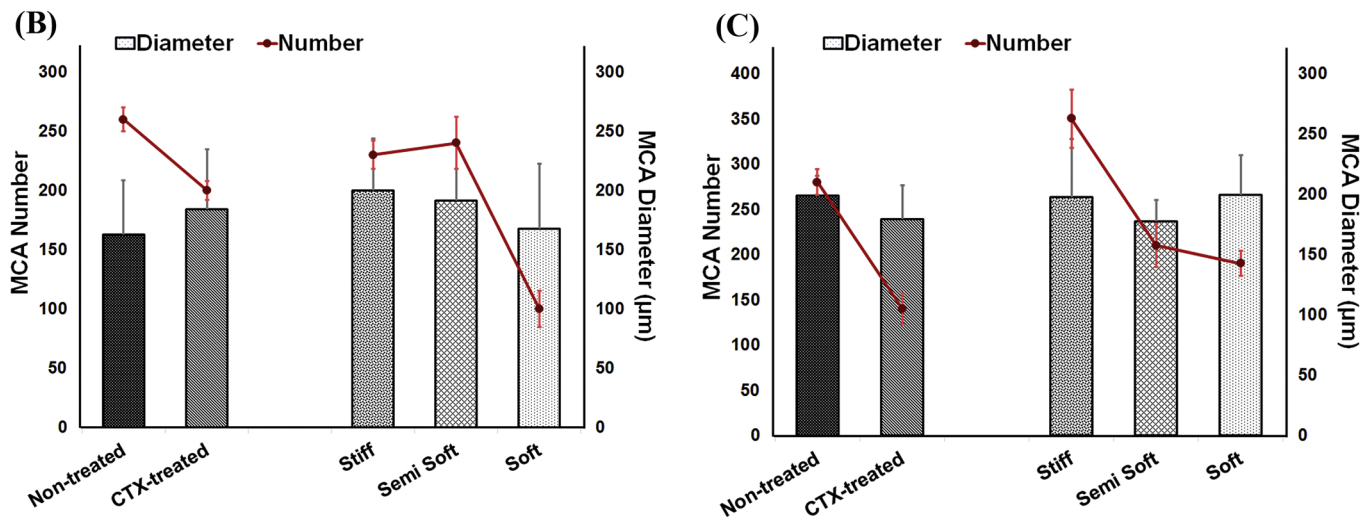 (B)
Diameter Number
MCA Number
300
250
200
150
100
50
0
300
250
200
150
100
50
0
MCA Diameter (µm)
Non-treated
CTX-treated
Stiff
Semi Soft
Soft
(C)
Diameter Number
MCA Number
400
350
300
250
200
150
100
50
0
300
250
200
150
100
50
0
MCA Diameter (µm)
Non-treated
CTX-treated
Stiff
Semi Soft
Soft